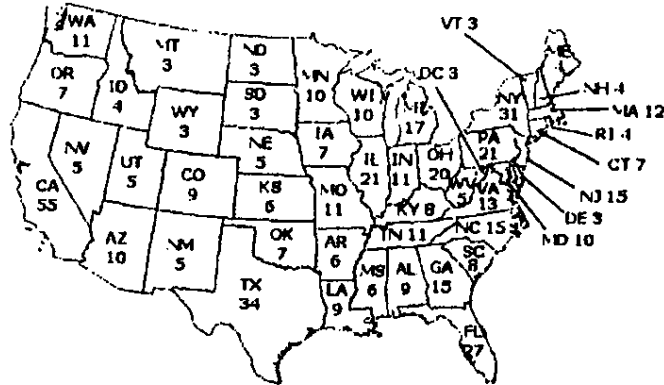 WA
11
OR
7
CA
55
NV
5
ID
4
MT
3
WY
3
UT
5
AZ
10
CO
9
NM
5
ND
3
SD
3
NE
5
KS
6
OK
7
TX
34
MN
10
IA
7
MO
11
AR
6
LA
9
WI
10
IL
21
MI
17
IN
11
OH
20
KY 8
TN 11
MS
6
AL
9
GA
15
FL
27
SC
8
NC 15
VA
13
WV
5
PA
21
NY
31
VT 3
DC 3
ME
NH 4
MA 12
RI 4
CT 7
NJ 15
DE 3
MD 10